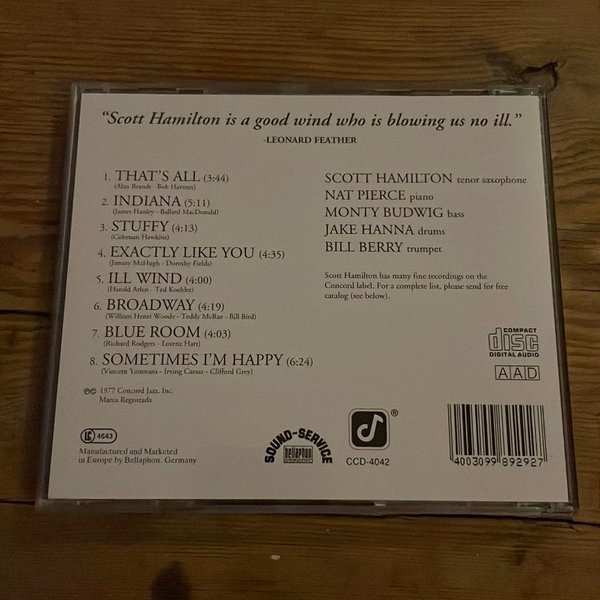 “Scott Hamilton is a good wind who is blowing us no ill.”
-LEONARD FEATHER
1. THAT'S ALL (3:44)
(Alan Brandt - Bob Haymes)
2. INDIANA (5:11)
(James Hanley - Ballard MacDonald)
3. STUFFY (4:13)
(Coleman Hawkins)
4. EXACTLY LIKE YOU (4:35)
(Jimmy McHugh - Dorothy Fields)
5. ILL WIND (4:00)
(Harold Arlen - Ted Koehler)
6. BROADWAY (4:19)
(William Henri Woode - Teddy McRae - Bill Bird)
7. BLUE ROOM (4:03)
(Richard Rodgers - Lorenz Hart)
8. SOMETIMES I'M HAPPY (6:24)
(Vincent Youmans - Irving Caesar - Clifford Grey)
℗© 1977 Concord Jazz, Inc.
Marca Registrada
SCOTT HAMILTON tenor saxophone
NAT PIERCE piano
MONTY BUDWIG bass
JAKE HANNA drums
BILL BERRY trumpet
Scott Hamilton has many fine recordings on the
Concord label. For a complete list, please send for free
catalog (see below).
COMPACT
disc
DIGITAL AUDIO
AAD
LC 4643
Manufactured and Marketed
in Europe by Bellaphon, Germany
SOUND-SERVICE
bellaphon
®
CCD-4042
4003099 892927